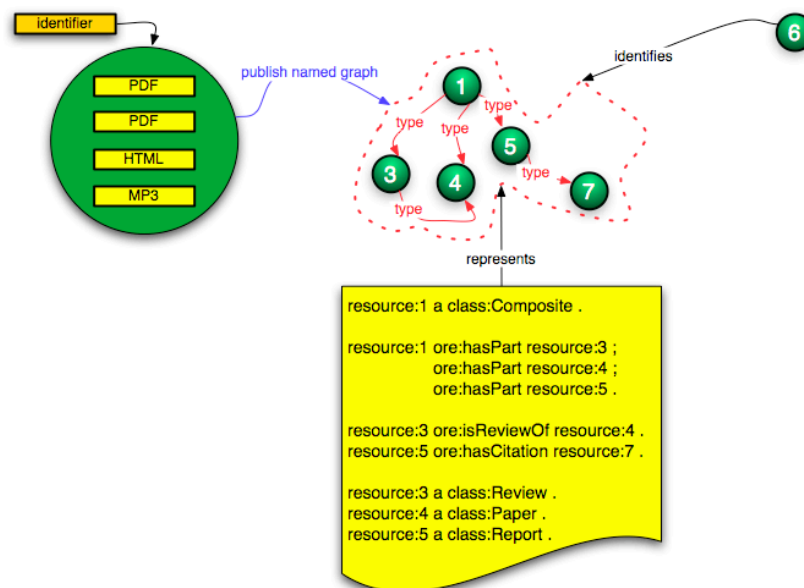 identifier
PDF
PDF
HTML
MP3
publish named graph
identifies
6
1
type
type
type
5
3
4
type
7
type
represents
resource:1 a class:Composite .
resource:1 ore:hasPart resource:3 ;
ore:hasPart resource:4 ;
ore:hasPart resource:5 .
resource:3 ore:isReviewOf resource:4 .
resource:5 ore:hasCitation resource:7 .
resource:3 a class:Review .
resource:4 a class:Paper .
resource:5 a class:Report .